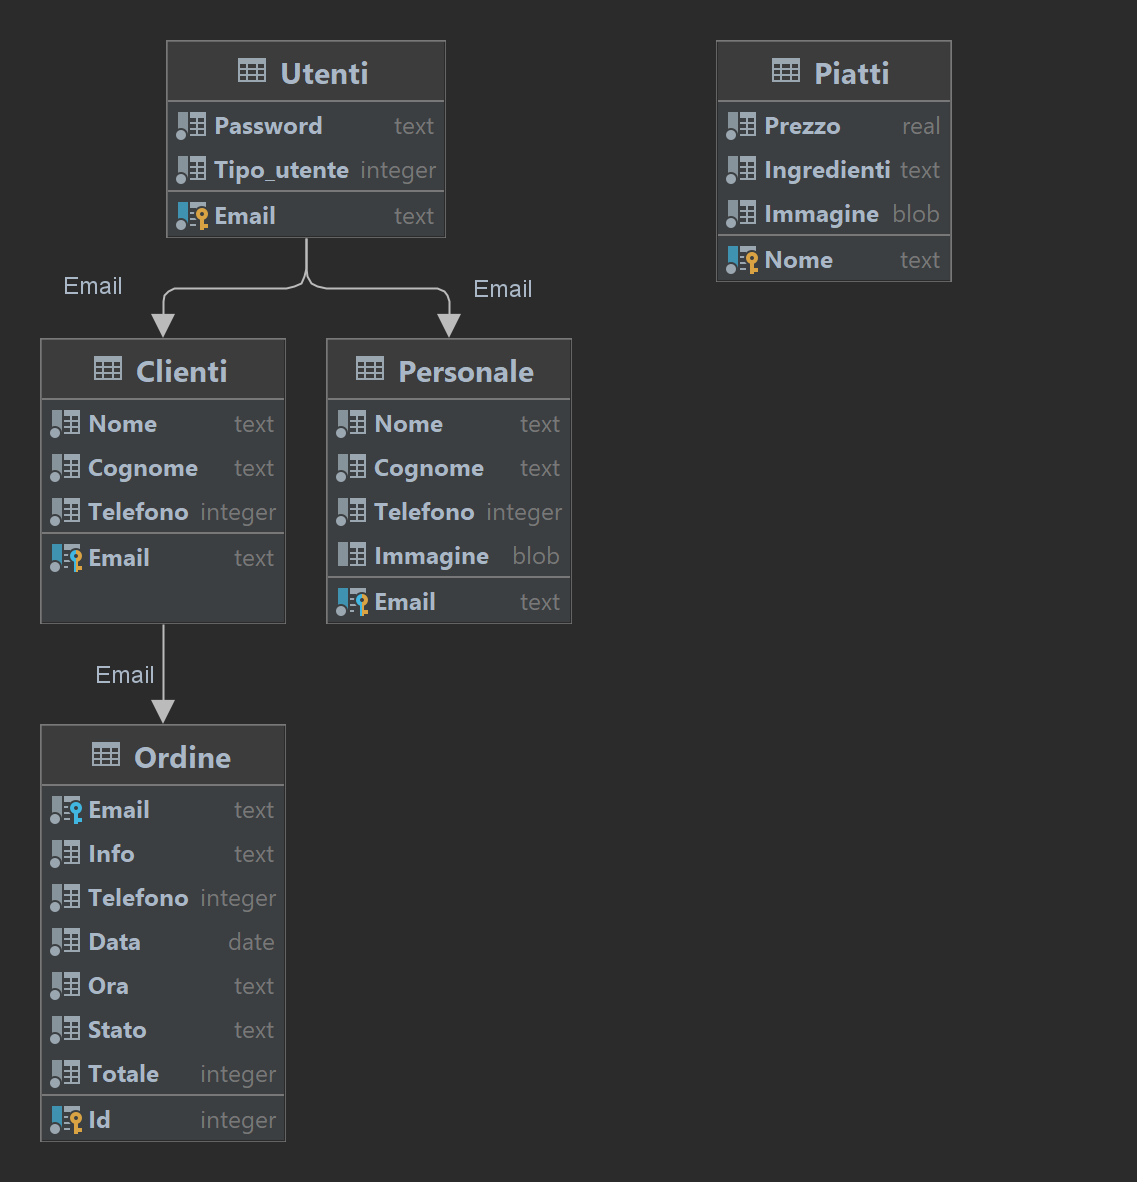 Utenti
Password text
Tipo_utente integer
Email text
Piatti
Prezzo real
Ingredienti text
Immagine blob
Nome text
Email
Email
Clienti
Nome text
Cognome text
Telefono integer
Email text
Personale
Nome text
Cognome text
Telefono integer
Immagine blob
Email text
Email
Ordine
Email text
Info text
Telefono integer
Data date
Ora text
Stato text
Totale integer
Id integer